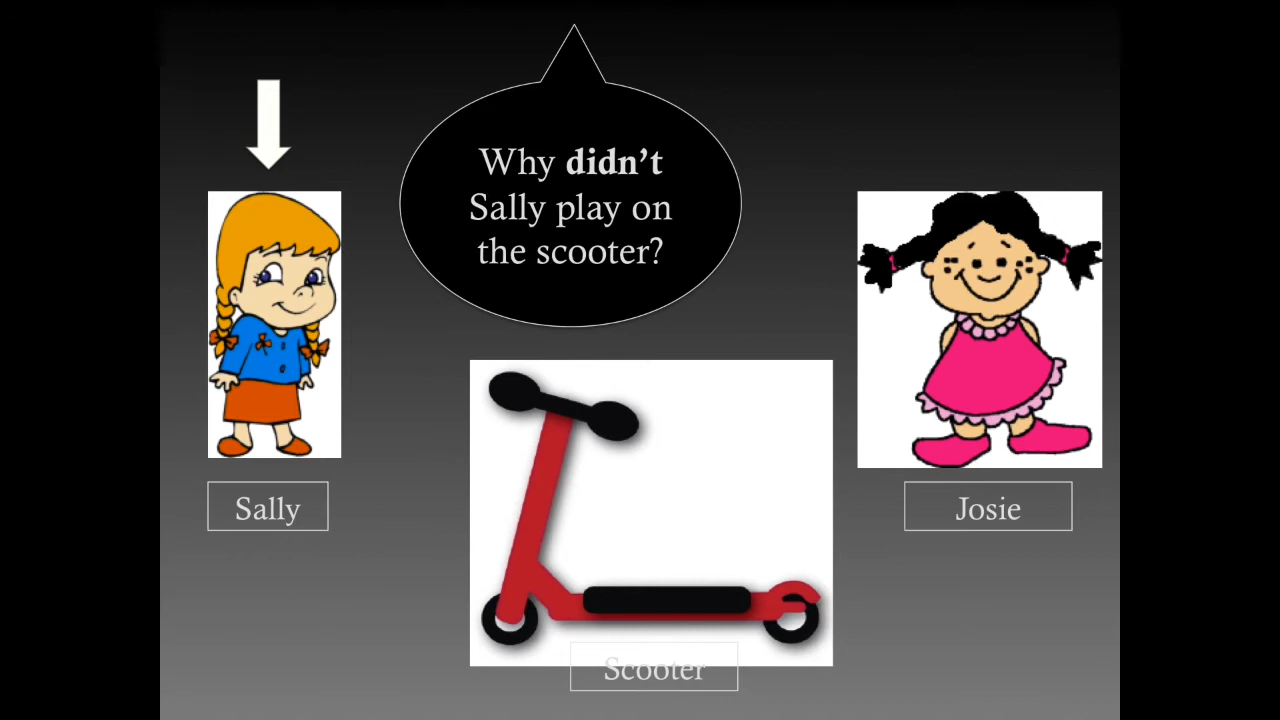 Why didn't
Sally play on
the scooter?
Sally
Josie
Scooter